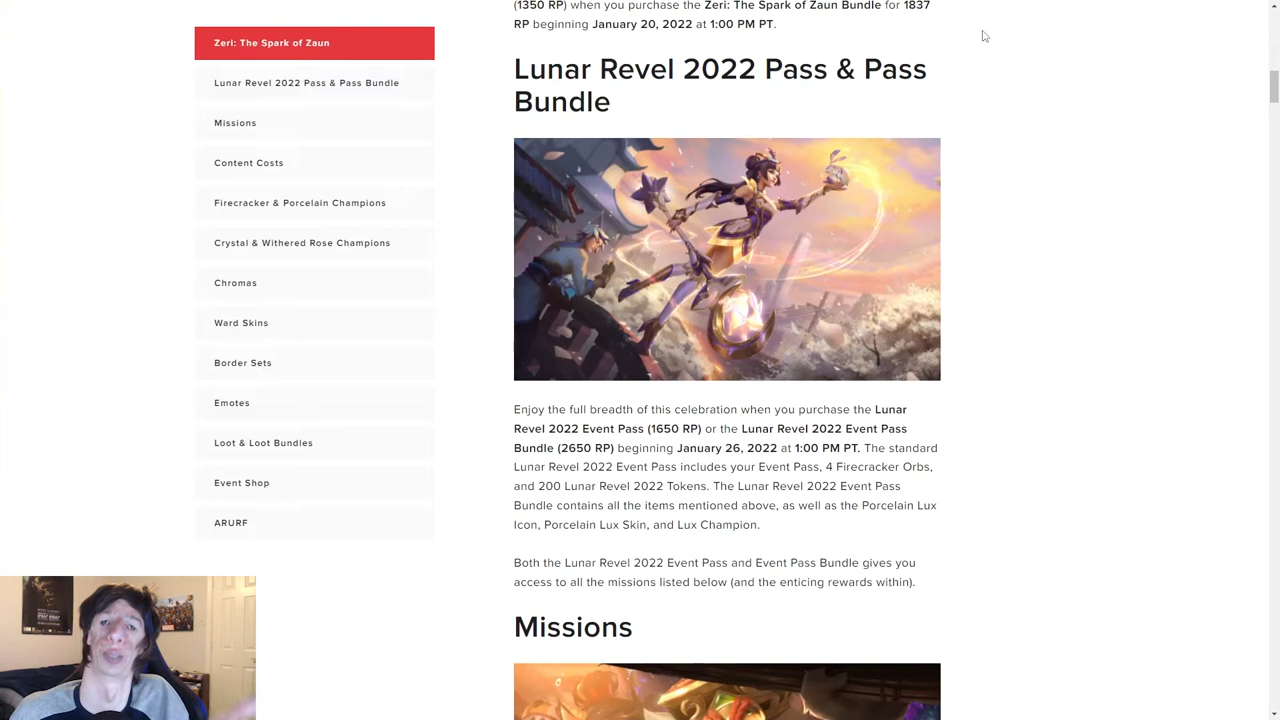 (1350 RP) when you purchase the Zeri: The Spark of Zaun Bundle for 1837
RP beginning January 20, 2022 at 1:00 PM PT.
Zeri: The Spark of Zaun
Lunar Revel 2022 Pass & Pass Bundle
Missions
Content Costs
Firecracker & Porcelain Champions
Crystal & Withered Rose Champions
Chromas
Ward Skins
Border Sets
Emotes
Loot & Loot Bundles
Event Shop
ARURF
Lunar Revel 2022 Pass & Pass
Bundle
Enjoy the full breadth of this celebration when you purchase the Lunar
Revel 2022 Event Pass (1650 RP) or the Lunar Revel 2022 Event Pass
Bundle (2650 RP) beginning January 26, 2022 at 1:00 PM PT. The standard
Lunar Revel 2022 Event Pass includes your Event Pass, 4 Firecracker Orbs,
and 200 Lunar Revel 2022 Tokens. The Lunar Revel 2022 Event Pass
Bundle contains all the items mentioned above, as well as the Porcelain Lux
Icon, Porcelain Lux Skin, and Lux Champion.
Both the Lunar Revel 2022 Event Pass and Event Pass Bundle gives you
access to all the missions listed below (and the enticing rewards within).
Missions